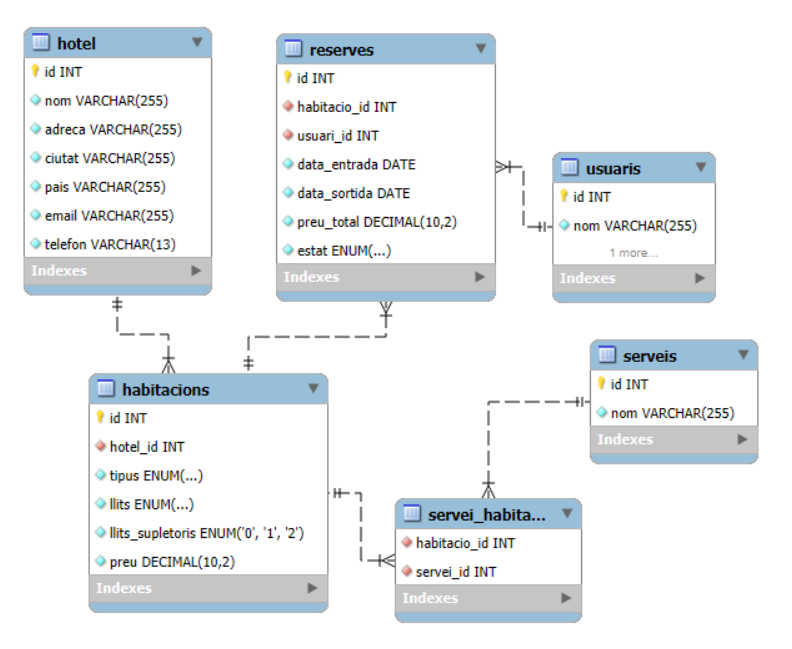 hotel
id INT
nom VARCHAR(255)
adreca VARCHAR(255)
ciutat VARCHAR(255)
pais VARCHAR(255)
email VARCHAR(255)
telefon VARCHAR(13)
Indexes
reserves
id INT
habitacio_id INT
usuari_id INT
data_entrada DATE
data_sortida DATE
preu_total DECIMAL(10,2)
estat ENUM(...)
Indexes
usuaris
id INT
nom VARCHAR(255)
1 more...
Indexes
habitacions
id INT
hotel_id INT
tipus ENUM(...)
llits ENUM(...)
llits_supletoris ENUM('0', '1', '2')
preu DECIMAL(10,2)
Indexes
serveis
id INT
nom VARCHAR(255)
Indexes
servei_habita...
habitacio_id INT
servei_id INT
Indexes